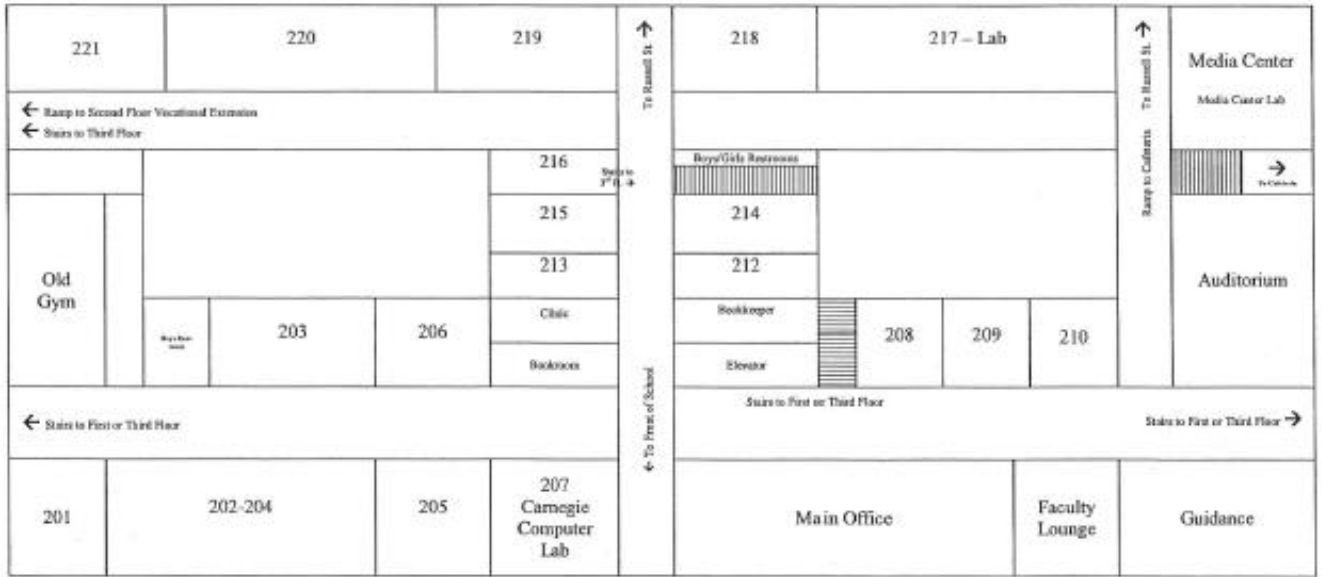 221
220
219
To Russell St.
218
217 – Lab
To Russell St.
Media Center
Media Center Lab
← Ramp to Second Floor Vocational Extension
← Stairs to Third Floor
216
Stairs to
3rd Fl. →
Boys/Girls Restrooms
Ramp to Cafeteria
→
215
214
213
212
Old
Gym
Auditorium
203
206
Clinic
Bookkeeper
208
209
210
Bookroom
Elevator
← Stairs to First or Third Floor
← To Front of School
Stairs to First or Third Floor
Stairs to First or Third Floor →
201
202-204
205
207
Carnegie
Computer
Lab
Main Office
Faculty
Lounge
Guidance